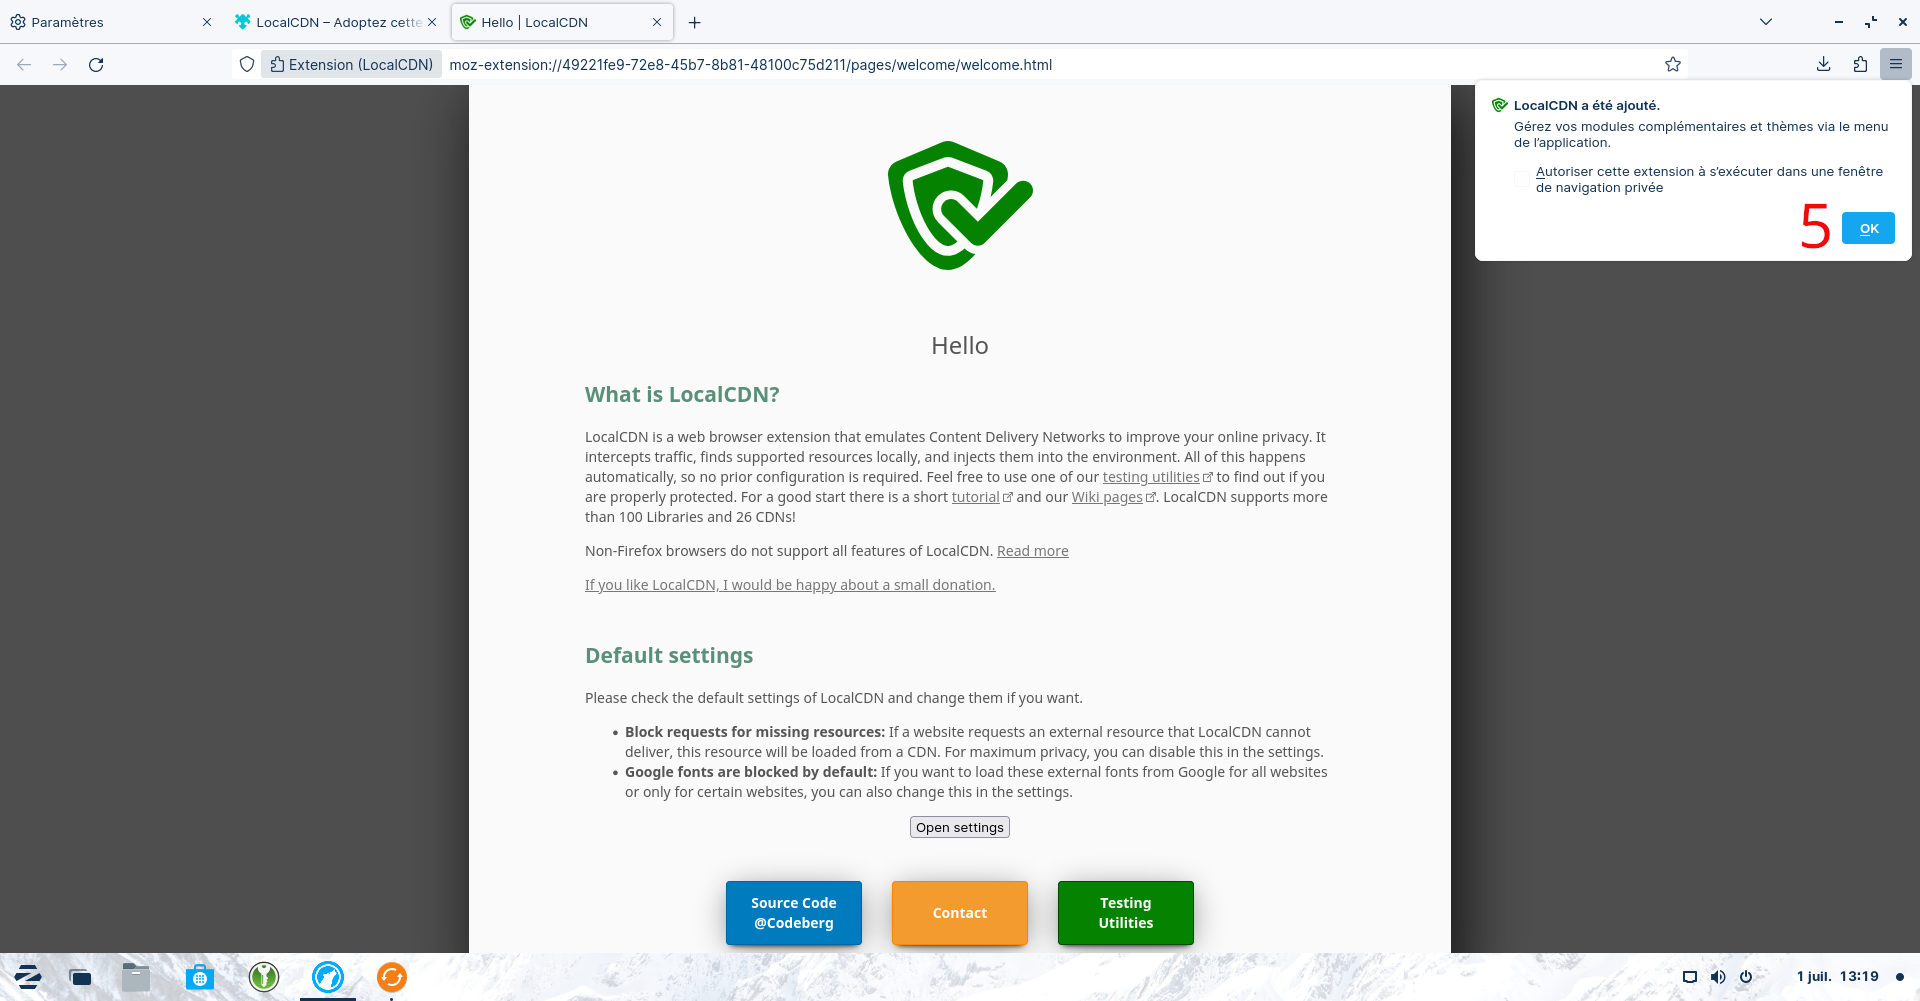 Paramètres
LocalCDN – Adoptez cette
Hello | LocalCDN
Extension (LocalCDN)
moz-extension://49221fe9-72e8-45b7-8b81-48100c75d211/pages/welcome/welcome.html
LocalCDN a été ajouté.
Gérez vos modules complémentaires et thèmes via le menu
de l’application.
Autoriser cette extension à s’exécuter dans une fenêtre
de navigation privée
5
OK
Hello
What is LocalCDN?
LocalCDN is a web browser extension that emulates Content Delivery Networks to improve your online privacy. It
intercepts traffic, finds supported resources locally, and injects them into the environment. All of this happens
automatically, so no prior configuration is required. Feel free to use one of our testing utilities to find out if you
are properly protected. For a good start there is a short tutorial and our Wiki pages. LocalCDN supports more
than 100 Libraries and 26 CDNs!
Non-Firefox browsers do not support all features of LocalCDN. Read more
If you like LocalCDN, I would be happy about a small donation.
Default settings
Please check the default settings of LocalCDN and change them if you want.
• Block requests for missing resources: If a website requests an external resource that LocalCDN cannot
deliver, this resource will be loaded from a CDN. For maximum privacy, you can disable this in the settings.
• Google fonts are blocked by default: If you want to load these external fonts from Google for all websites
or only for certain websites, you can also change this in the settings.
Open settings
Source Code
@Codeberg
Contact
Testing
Utilities
1 juil. 13:19